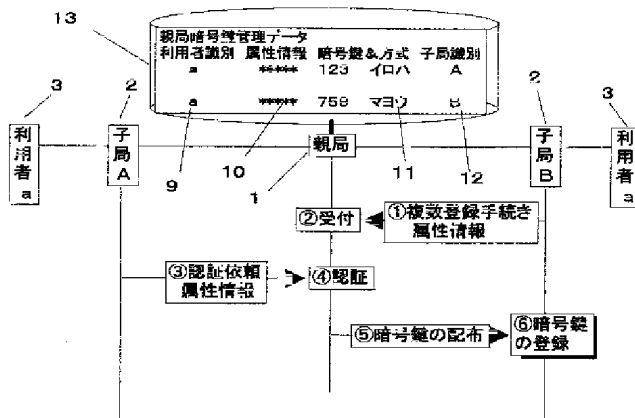 13
親局暗号鍵管理データ
利用者識別 属性情報 暗号鍵&方式 子局識別
a ***** 123 イロハ A
a ***** 759 マヨウ B
3
2
2
3
利用者a
子局A
親局
子局B
利用者a
9
10
1
11
12
②受付
①複数登録手続き
属性情報
③認証依頼
属性情報
④認証
⑤暗号鍵の配布
⑥暗号鍵
の登録